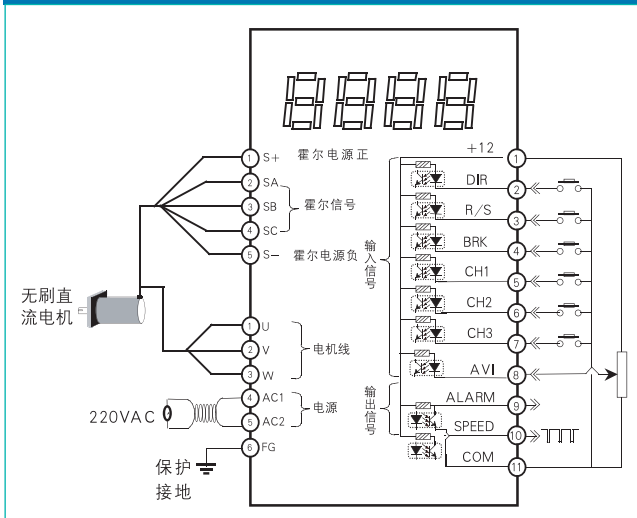 8888
+12
1
1 S+ 霍尔电源正
2 SA
3 SB 霍尔信号
4 SC
5 S− 霍尔电源负
DIR 2
R/S 3
BRK 4
输入信号
CH1 5
CH2 6
CH3 7
AVI 8
无刷直
流电机
1 U
2 V 电机线
3 W
220VAC
4 AC1
电源
5 AC2
6 FG
保护
接地
输出信号
ALARM 9
SPEED 10
COM 11